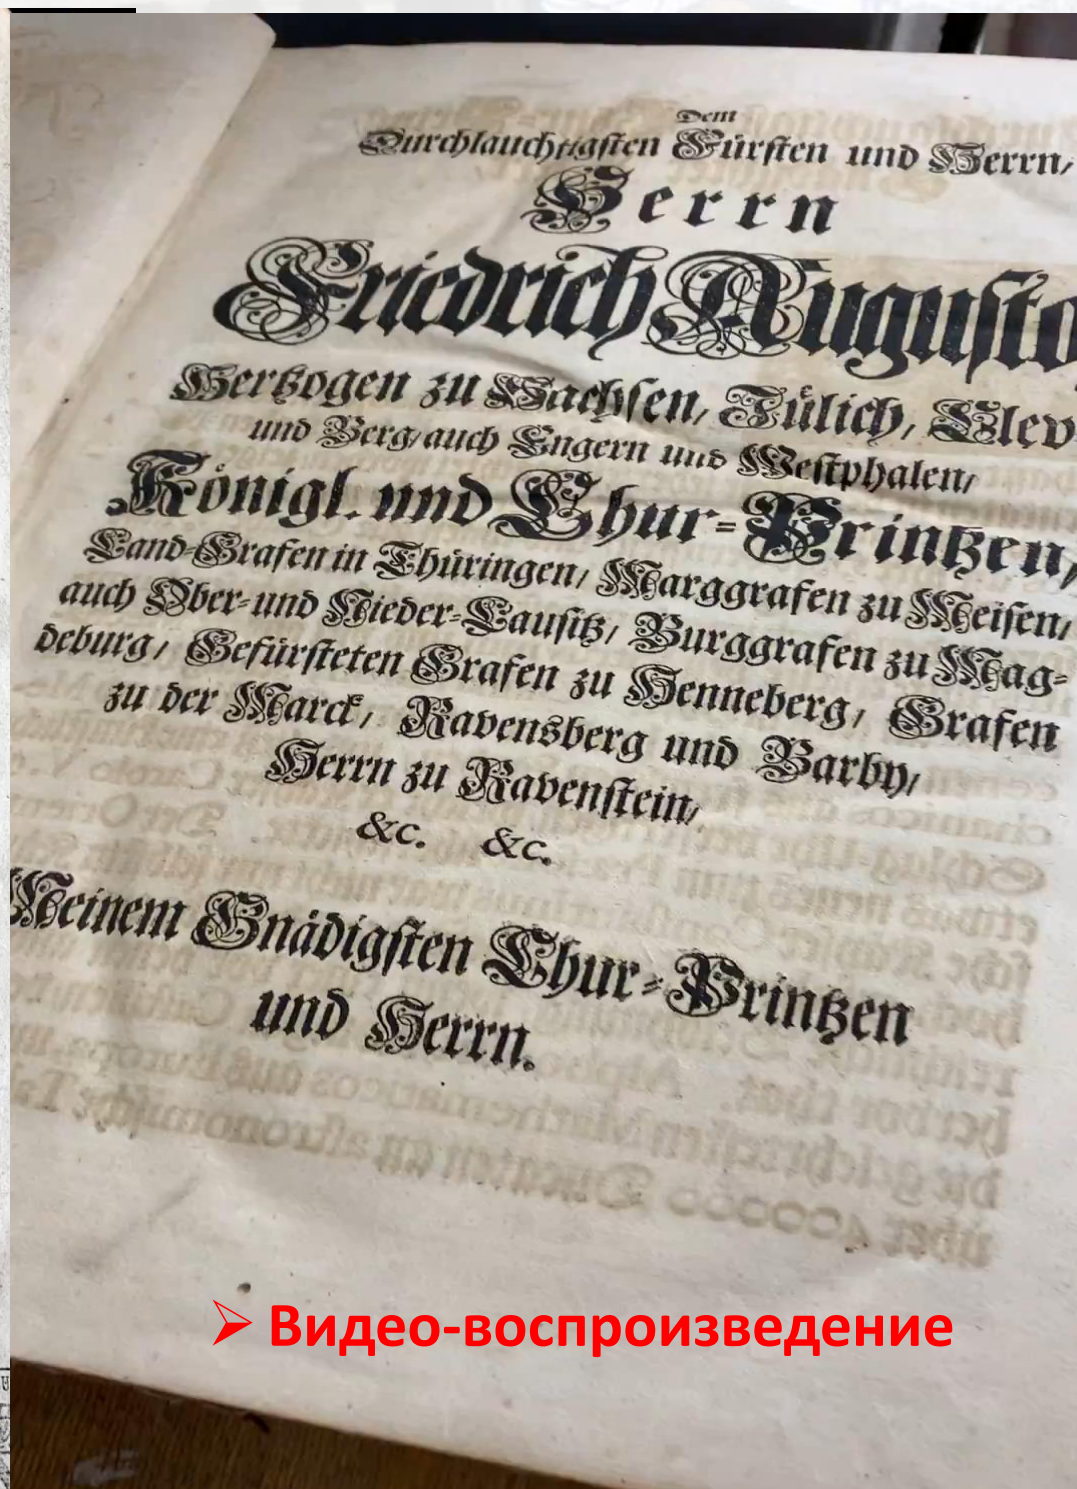 Dem
Durchlauchtigsten Fürsten und Herrn,
Herrn
Friedrich Augusto,
Hertzogen zu Sachsen, Jülich, Clev
und Berg, auch Engern und Westphalen,
Königl. und Chur-Printzen,
Land-Grafen in Thüringen, Marggrafen zu Meisen,
auch Ober- und Nieder-Lausitz, Burggrafen zu Mag-
deburg, Gefürsteten Grafen zu Henneberg, Grafen
zu der Marck, Ravensberg und Barby,
Herrn zu Ravenstein,
&c. &c.
Meinem Gnädigsten Chur-Printzen
und Herrn.
Видео-воспроизведение